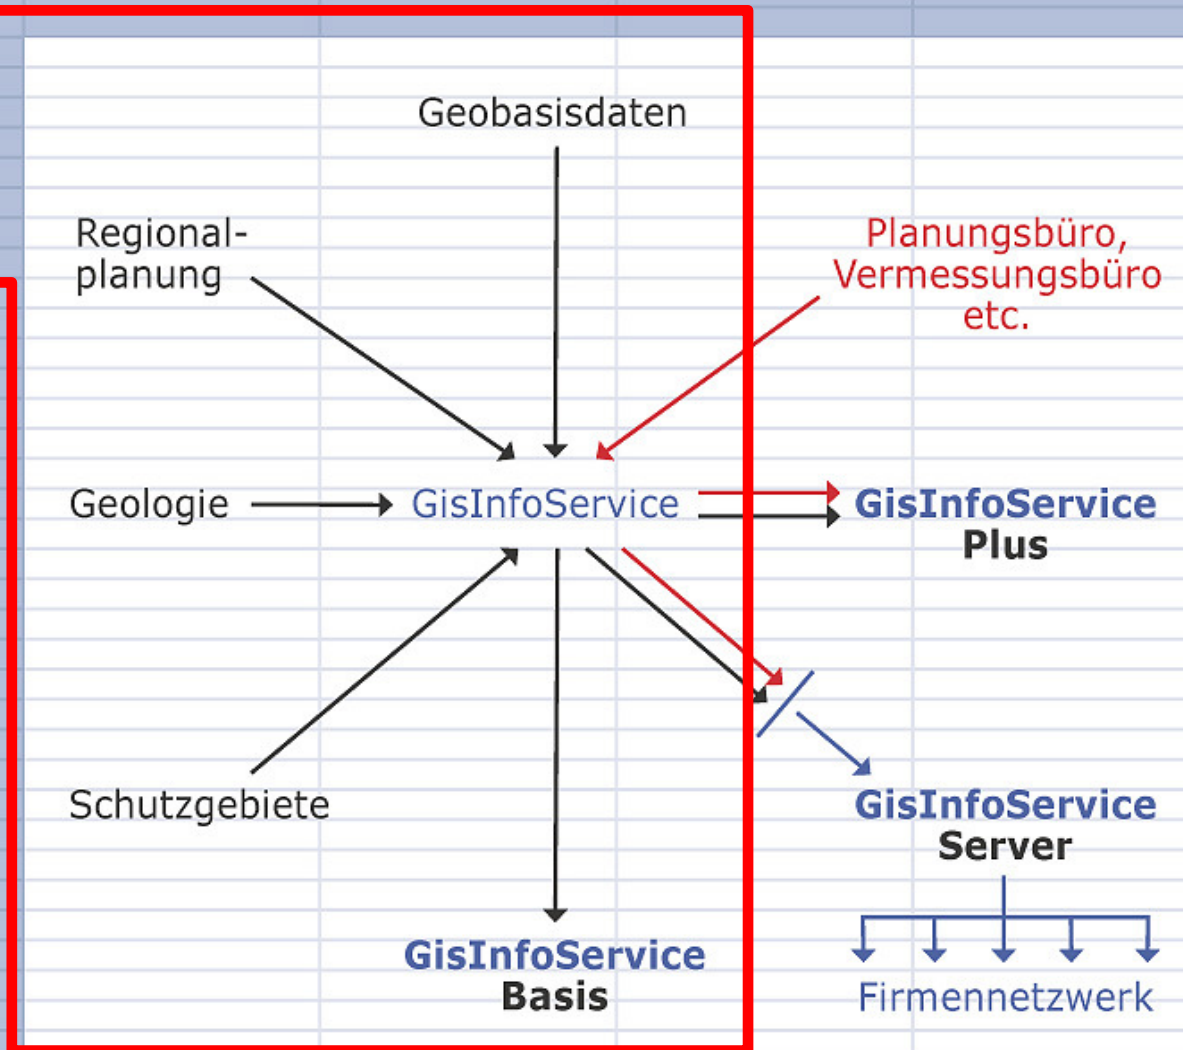 Geobasisdaten
Regional-
planung
Planungsbüro,
Vermessungsbüro
etc.
Geologie
GisInfoService
GisInfoService
Plus
Schutzgebiete
GisInfoService
Server
GisInfoService
Basis
Firmennetzwerk